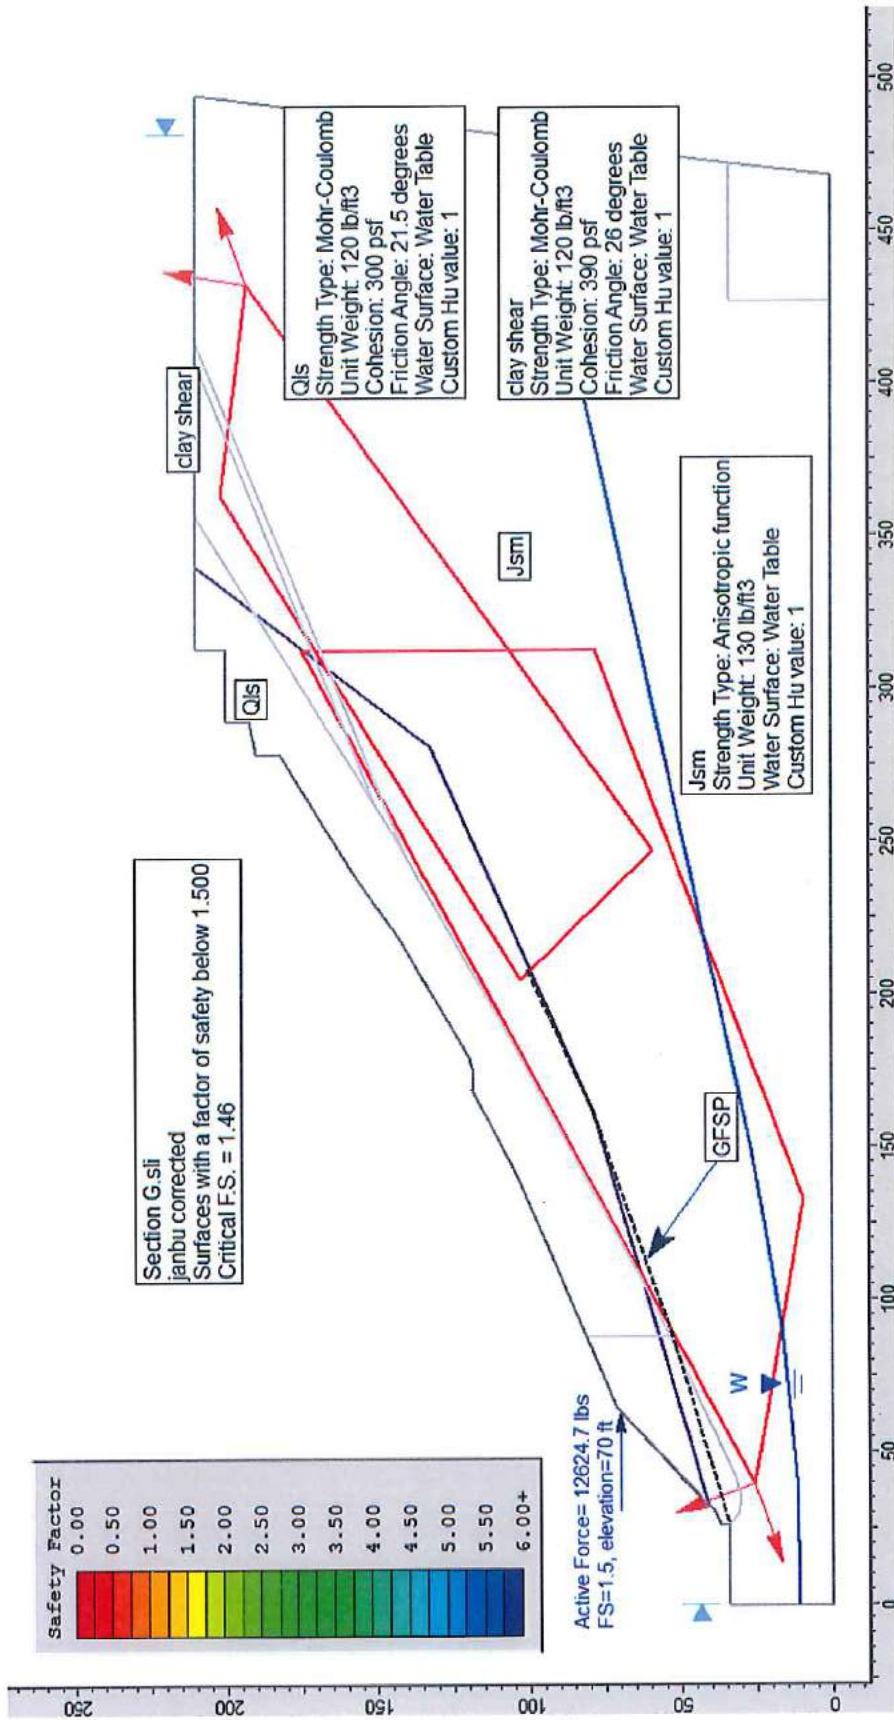 Safety Factor
0.00
0.50
1.00
1.50
2.00
2.50
3.00
3.50
4.00
4.50
5.00
5.50
6.00+
Section G.sli
janbu corrected
Surfaces with a factor of safety below 1.500
Critical F.S. = 1.46
Qls
clay shear
Qls
Strength Type: Mohr-Coulomb
Unit Weight: 120 lb/ft3
Cohesion: 300 psf
Friction Angle: 21.5 degrees
Water Surface: Water Table
Custom Hu value: 1
clay shear
Strength Type: Mohr-Coulomb
Unit Weight: 120 lb/ft3
Cohesion: 390 psf
Friction Angle: 26 degrees
Water Surface: Water Table
Custom Hu value: 1
Jsm
Jsm
Strength Type: Anisotropic function
Unit Weight: 130 lb/ft3
Water Surface: Water Table
Custom Hu value: 1
Active Force= 12624.7 lbs
FS=1.5, elevation=70 ft
GFSP
W
250
200
150
100
50
0
0
50
100
150
200
250
300
350
400
450
500